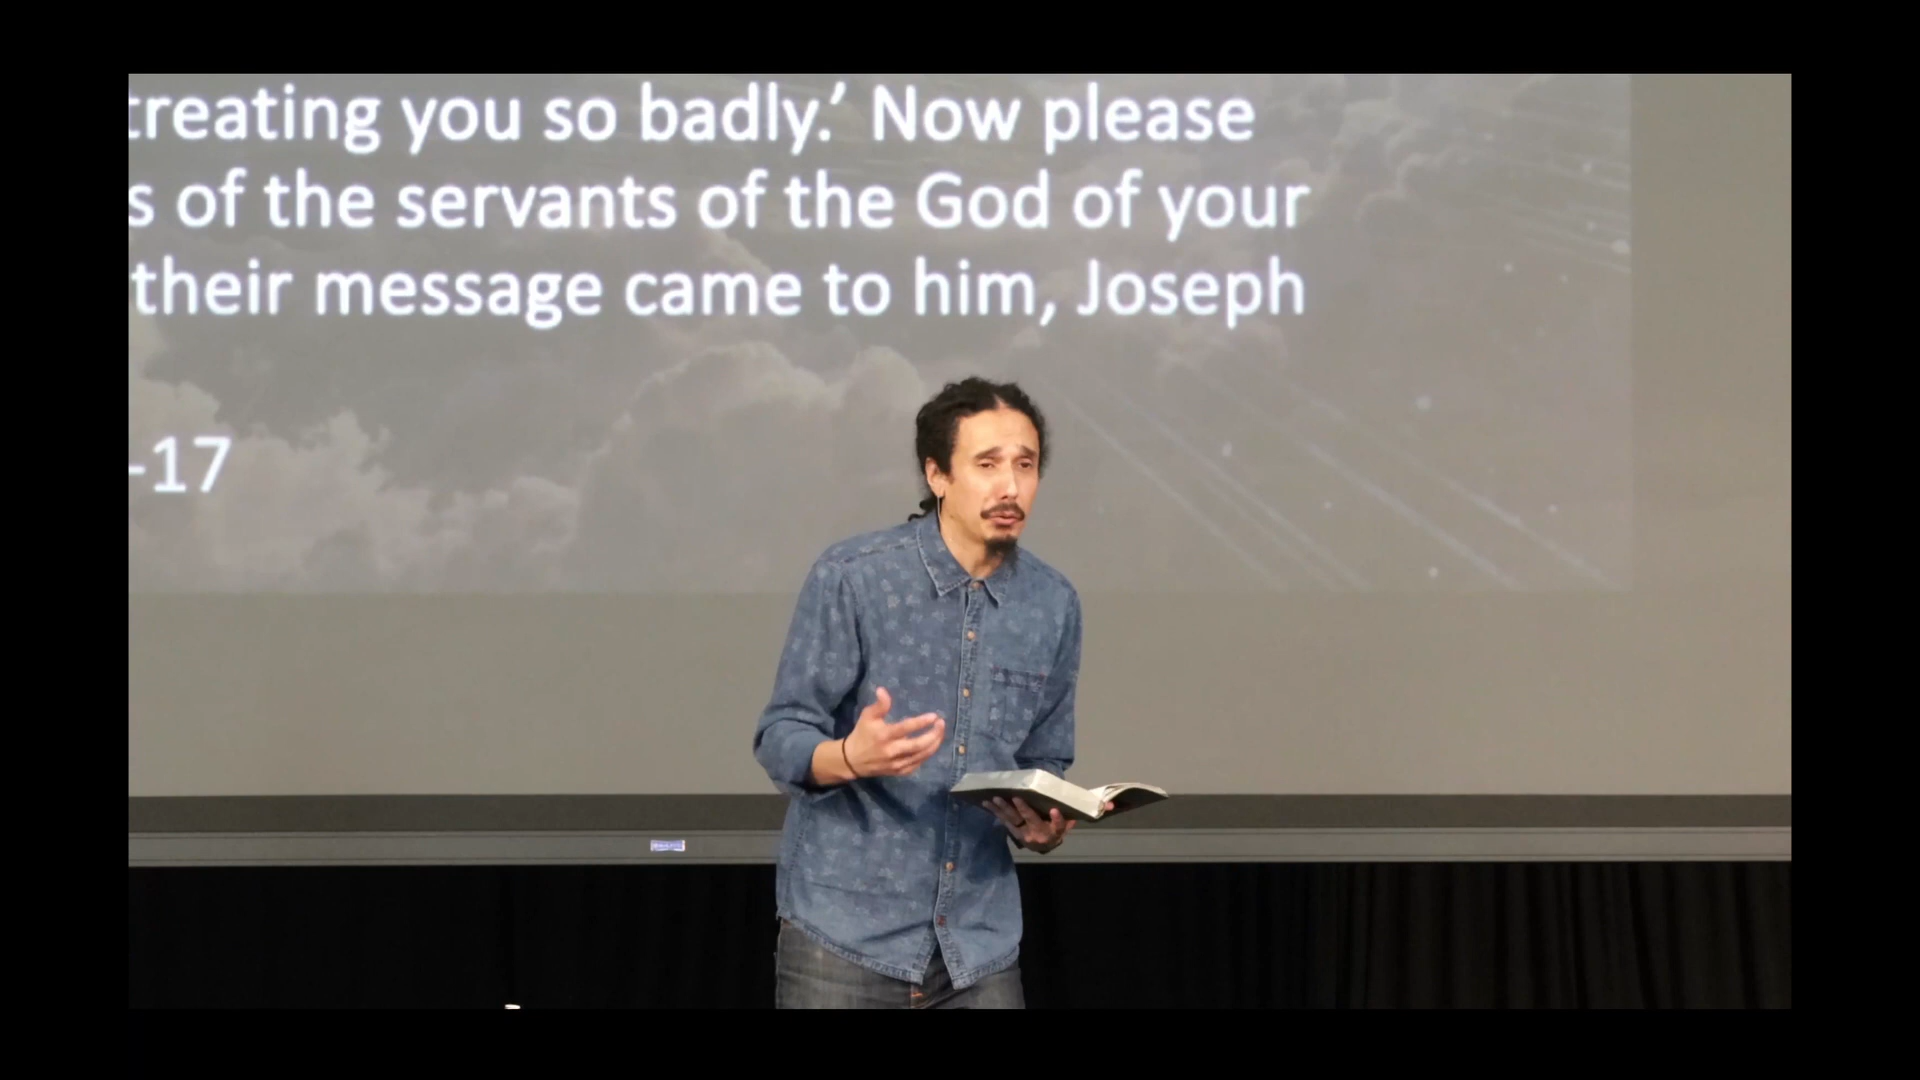 treating you so badly.’ Now please
s of the servants of the God of your
their message came to him, Joseph
-17